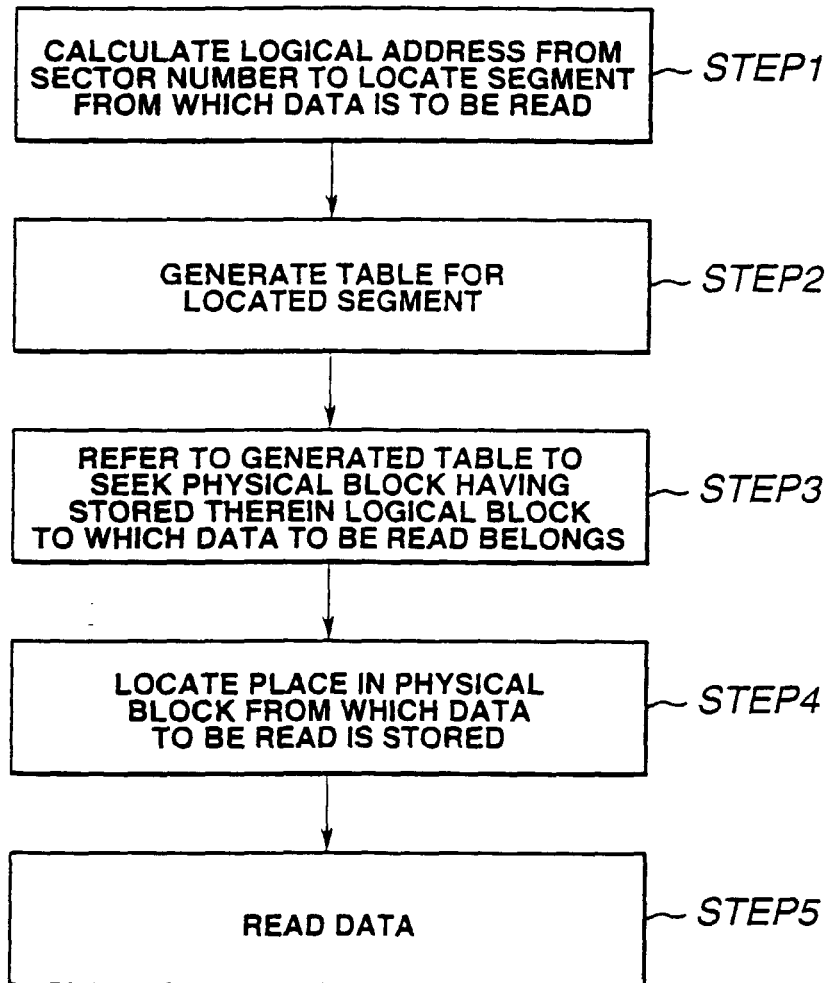 CALCULATE LOGICAL ADDRESS FROM
SECTOR NUMBER TO LOCATE SEGMENT
FROM WHICH DATA IS TO BE READ
STEP1
GENERATE TABLE FOR
LOCATED SEGMENT
STEP2
REFER TO GENERATED TABLE TO
SEEK PHYSICAL BLOCK HAVING
STORED THEREIN LOGICAL BLOCK
TO WHICH DATA TO BE READ BELONGS
STEP3
LOCATE PLACE IN PHYSICAL
BLOCK FROM WHICH DATA
TO BE READ IS STORED
STEP4
READ DATA
STEP5